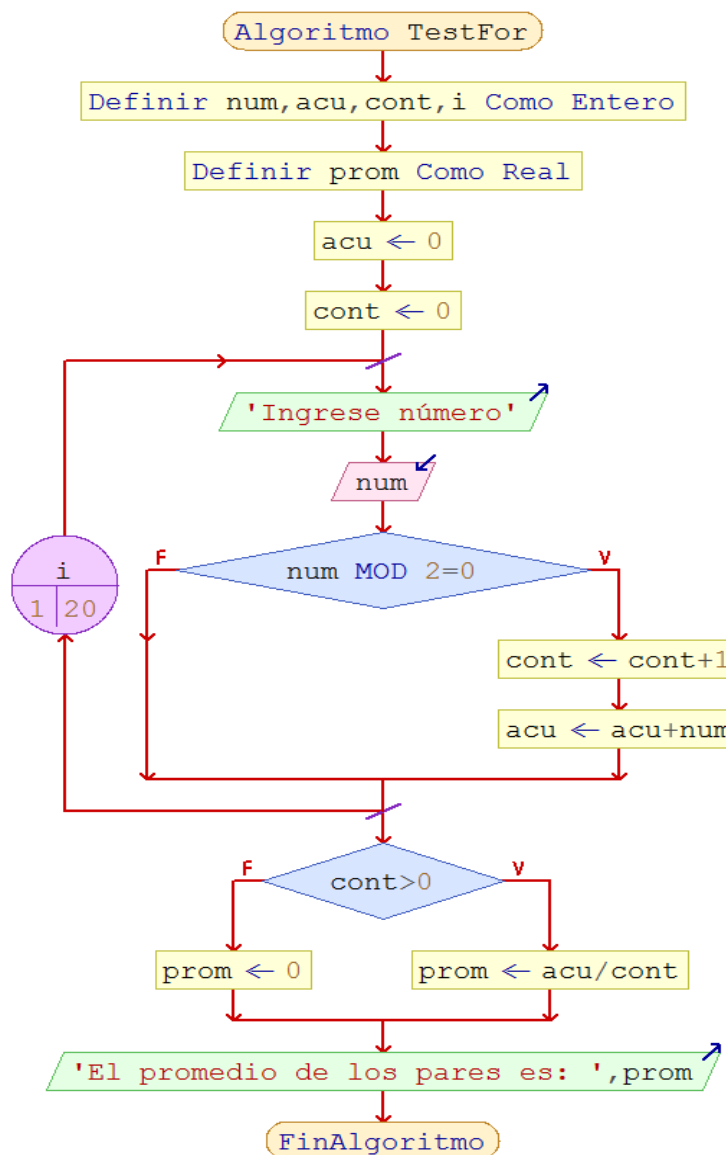 Algoritmo TestFor
Definir num,acu,cont,i Como Entero
Definir prom Como Real
acu ← 0
cont ← 0
'Ingrese número'
num
i
1 20
F
num MOD 2=0
V
cont ← cont+1
acu ← acu+num
F
cont>0
V
prom ← 0
prom ← acu/cont
'El promedio de los pares es: ',prom
FinAlgoritmo